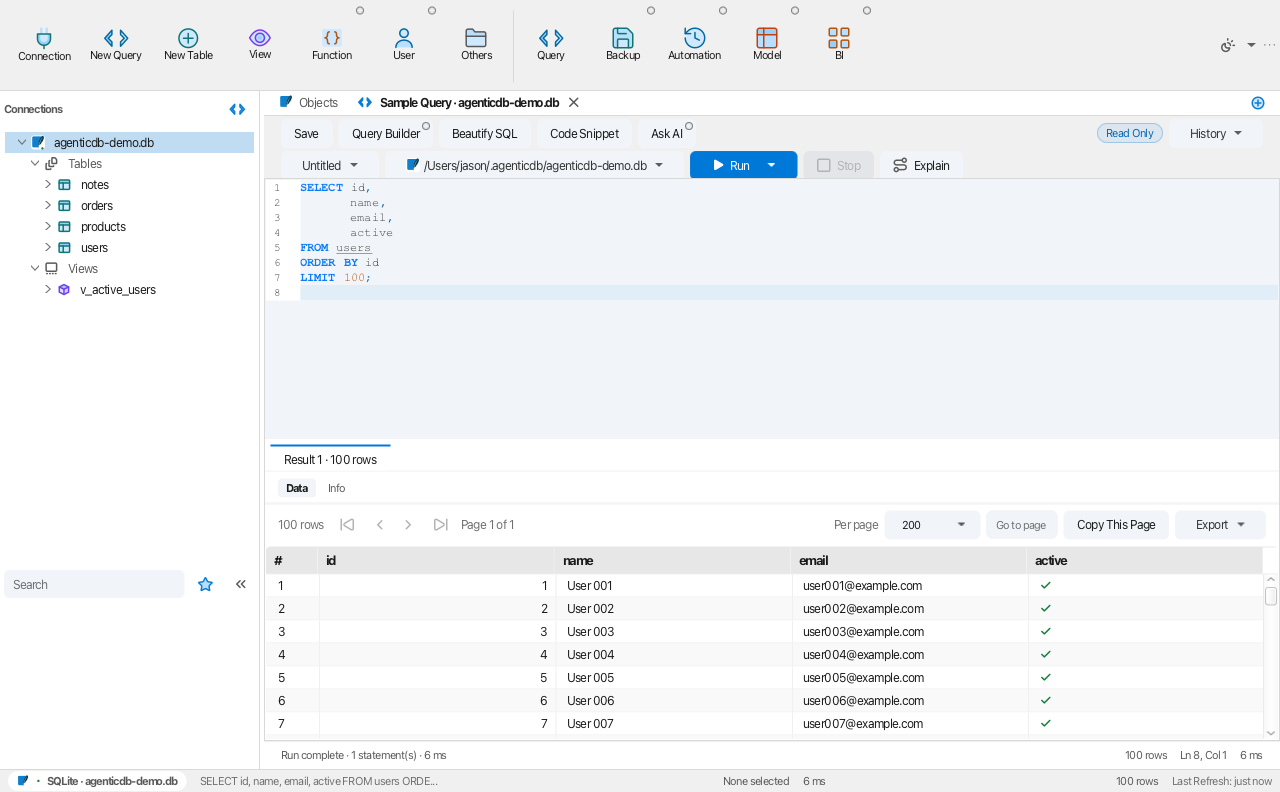 Connection New Query New Table View Function User Others Query Backup Automation Model BI
Connections
Objects Sample Query · agenticdb-demo.db
Save Query Builder Beautify SQL Code Snippet Ask AI Read Only History
Untitled /Users/jason/.agenticdb/agenticdb-demo.db Run Stop Explain
agenticdb-demo.db
Tables
notes
orders
products
users
Views
v_active_users
Search
1 SELECT id,
2 name,
3 email,
4 active
5 FROM users
6 ORDER BY id
7 LIMIT 100;
8
Result 1 · 100 rows
Data Info
100 rows Page 1 of 1 Per page 200 Go to page Copy This Page Export
# id name email active
1 1 User 001 user001@example.com
2 2 User 002 user002@example.com
3 3 User 003 user003@example.com
4 4 User 004 user004@example.com
5 5 User 005 user005@example.com
6 6 User 006 user006@example.com
7 7 User 007 user007@example.com
Run complete · 1 statement(s) · 6 ms 100 rows Ln 8, Col 1 6 ms
SQLite · agenticdb-demo.db SELECT id, name, email, active FROM users ORDE... None selected 6 ms 100 rows Last Refresh: just now